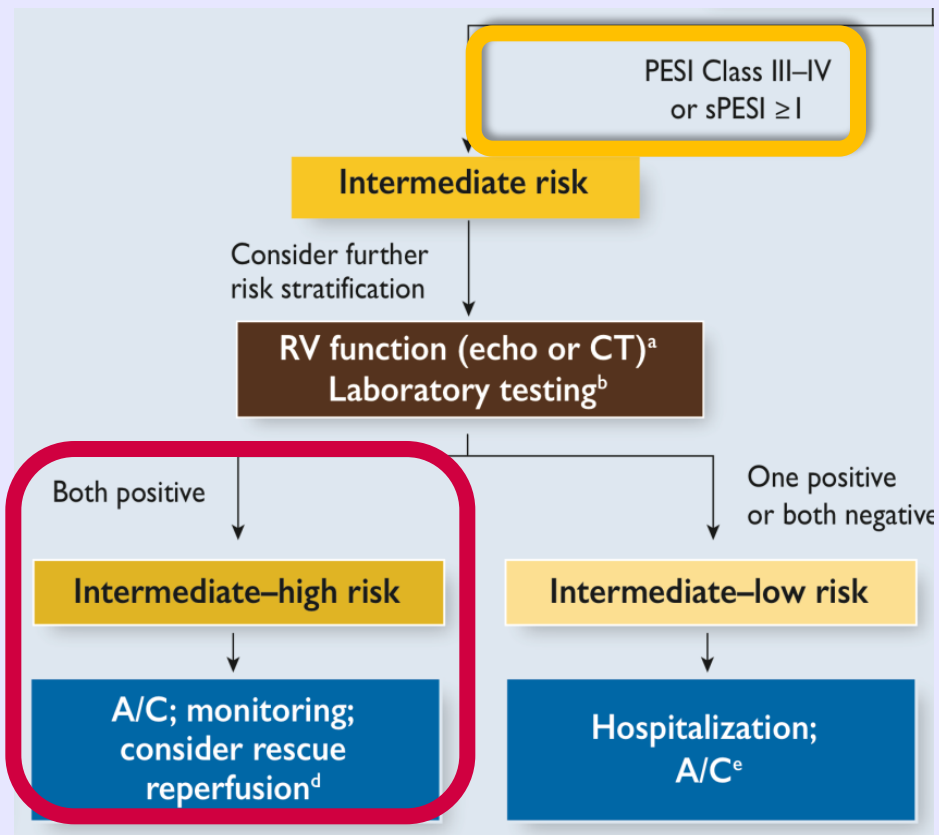 PESI Class III–IV
or sPESI ≥1
Intermediate risk
Consider further
risk stratification
RV function (echo or CT)ᵃ
Laboratory testingᵇ
Both positive
One positive
or both negative
Intermediate–high risk
Intermediate–low risk
A/C; monitoring;
consider rescue
reperfusionᵈ
Hospitalization;
A/Cᵉ